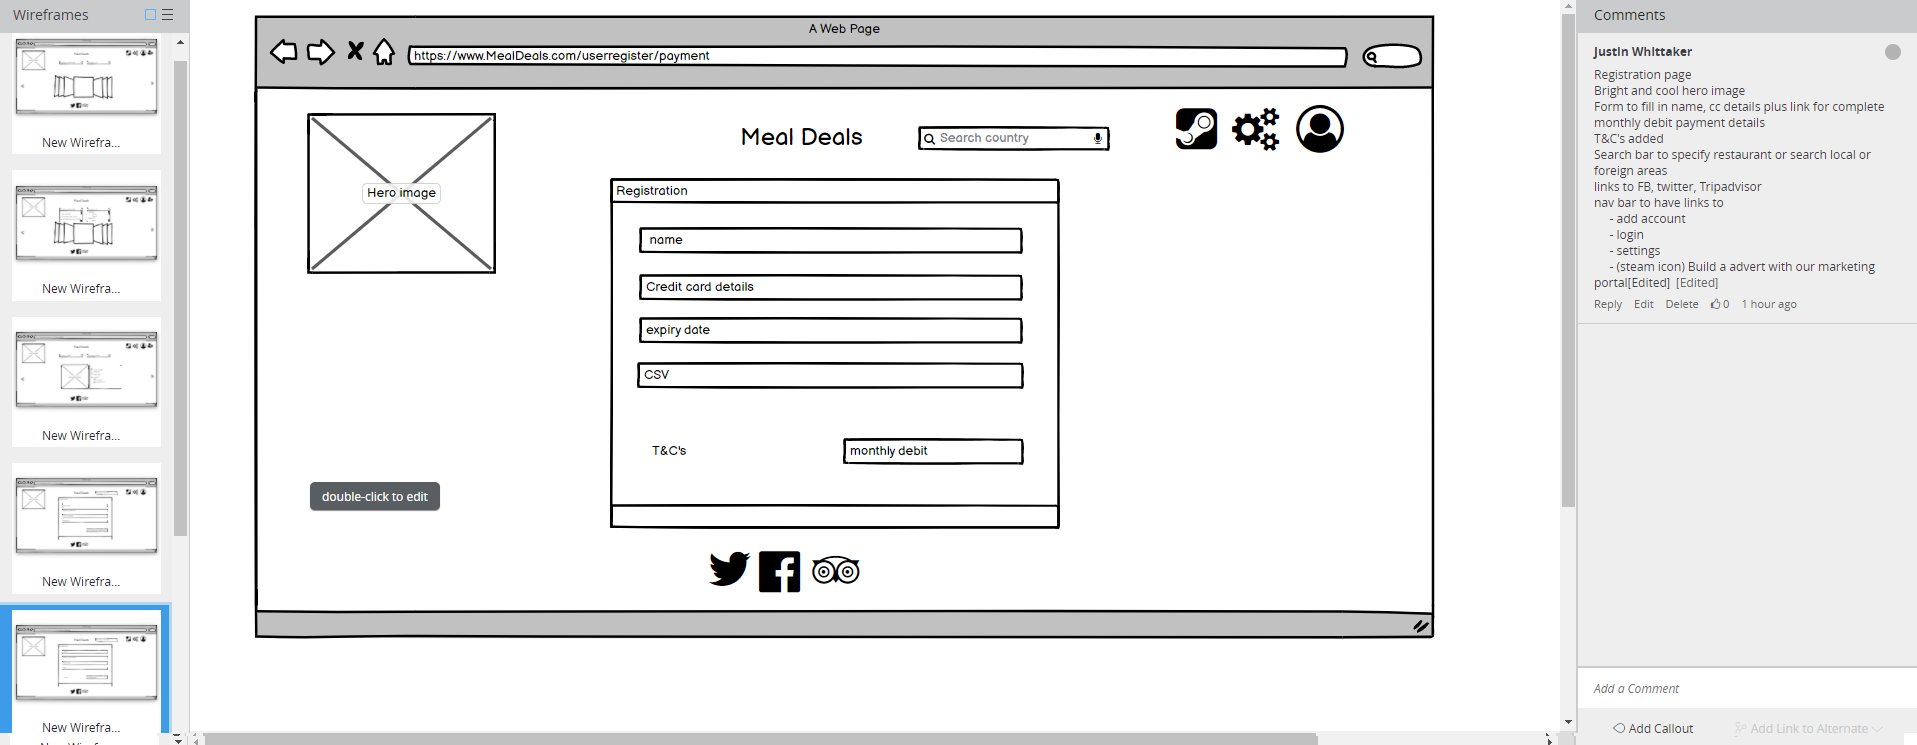 Wireframes
New Wirefra...
New Wirefra...
New Wirefra...
New Wirefra...
New Wirefra...
A Web Page
https://www.MealDeals.com/userregister/payment
Hero image
Meal Deals
Search country
Registration
name
Credit card details
expiry date
CSV
T&C's
monthly debit
double-click to edit
Comments
Justin Whittaker
Registration page
Bright and cool hero image
Form to fill in name, cc details plus link for complete
monthly debit payment details
T&C's added
Search bar to specify restaurant or search local or
foreign areas
links to FB, twitter, Tripadvisor
nav bar to have links to
- add account
- login
- settings
- (steam icon) Build a advert with our marketing
portal[Edited] [Edited]
Reply Edit Delete 0 1 hour ago
Add a Comment
Add Callout Add Link to Alternate